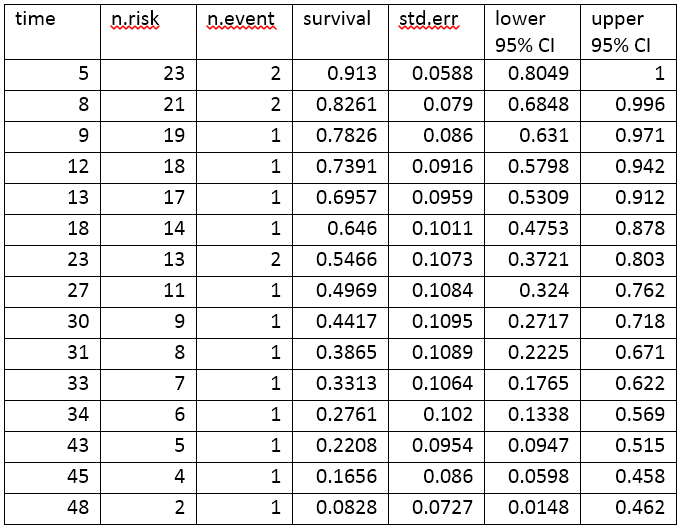 time n.risk n.event survival std.err lower 95% CI upper 95% CI
5 23 2 0.913 0.0588 0.8049 1
8 21 2 0.8261 0.079 0.6848 0.996
9 19 1 0.7826 0.086 0.631 0.971
12 18 1 0.7391 0.0916 0.5798 0.942
13 17 1 0.6957 0.0959 0.5309 0.912
18 14 1 0.646 0.1011 0.4753 0.878
23 13 2 0.5466 0.1073 0.3721 0.803
27 11 1 0.4969 0.1084 0.324 0.762
30 9 1 0.4417 0.1095 0.2717 0.718
31 8 1 0.3865 0.1089 0.2225 0.671
33 7 1 0.3313 0.1064 0.1765 0.622
34 6 1 0.2761 0.102 0.1338 0.569
43 5 1 0.2208 0.0954 0.0947 0.515
45 4 1 0.1656 0.086 0.0598 0.458
48 2 1 0.0828 0.0727 0.0148 0.462